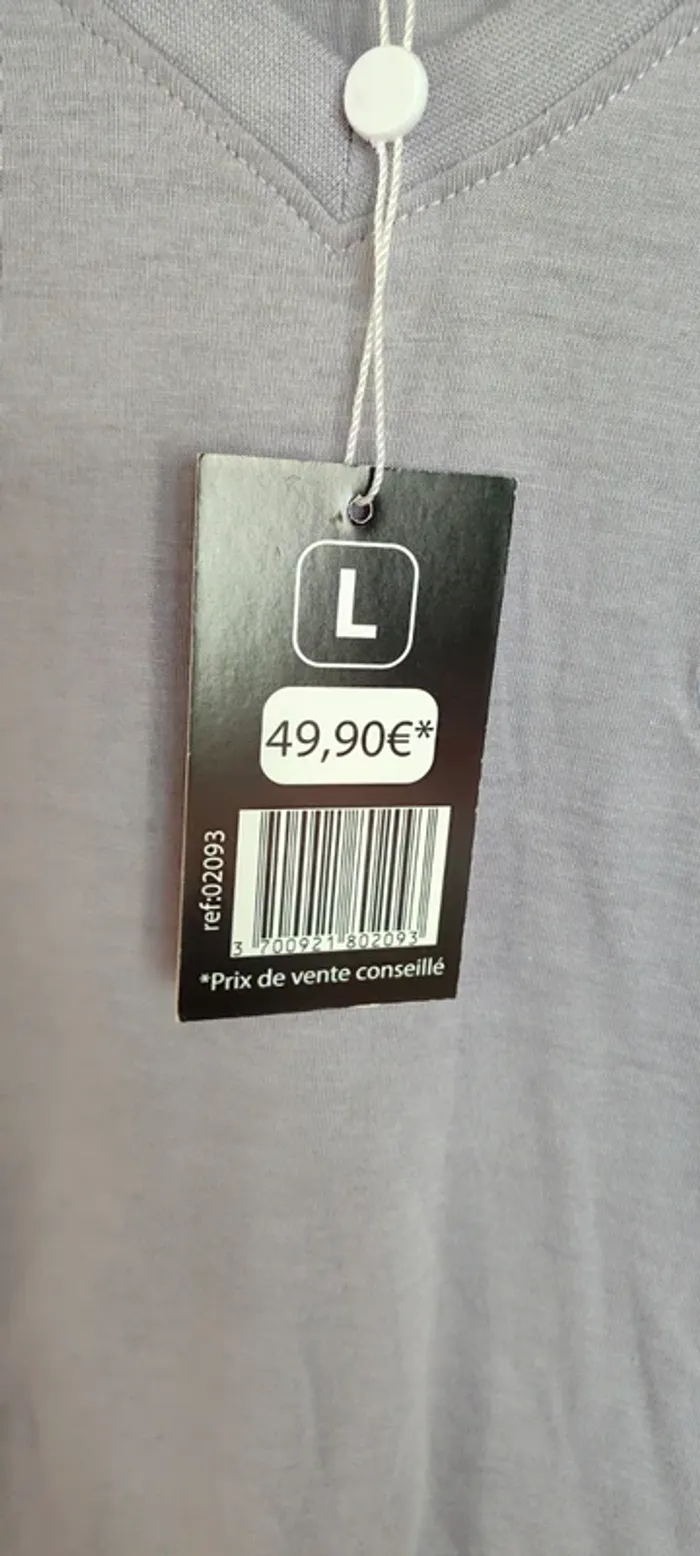 L
49,90€*
ref:02093
3 700921 802093
*Prix de vente conseillé